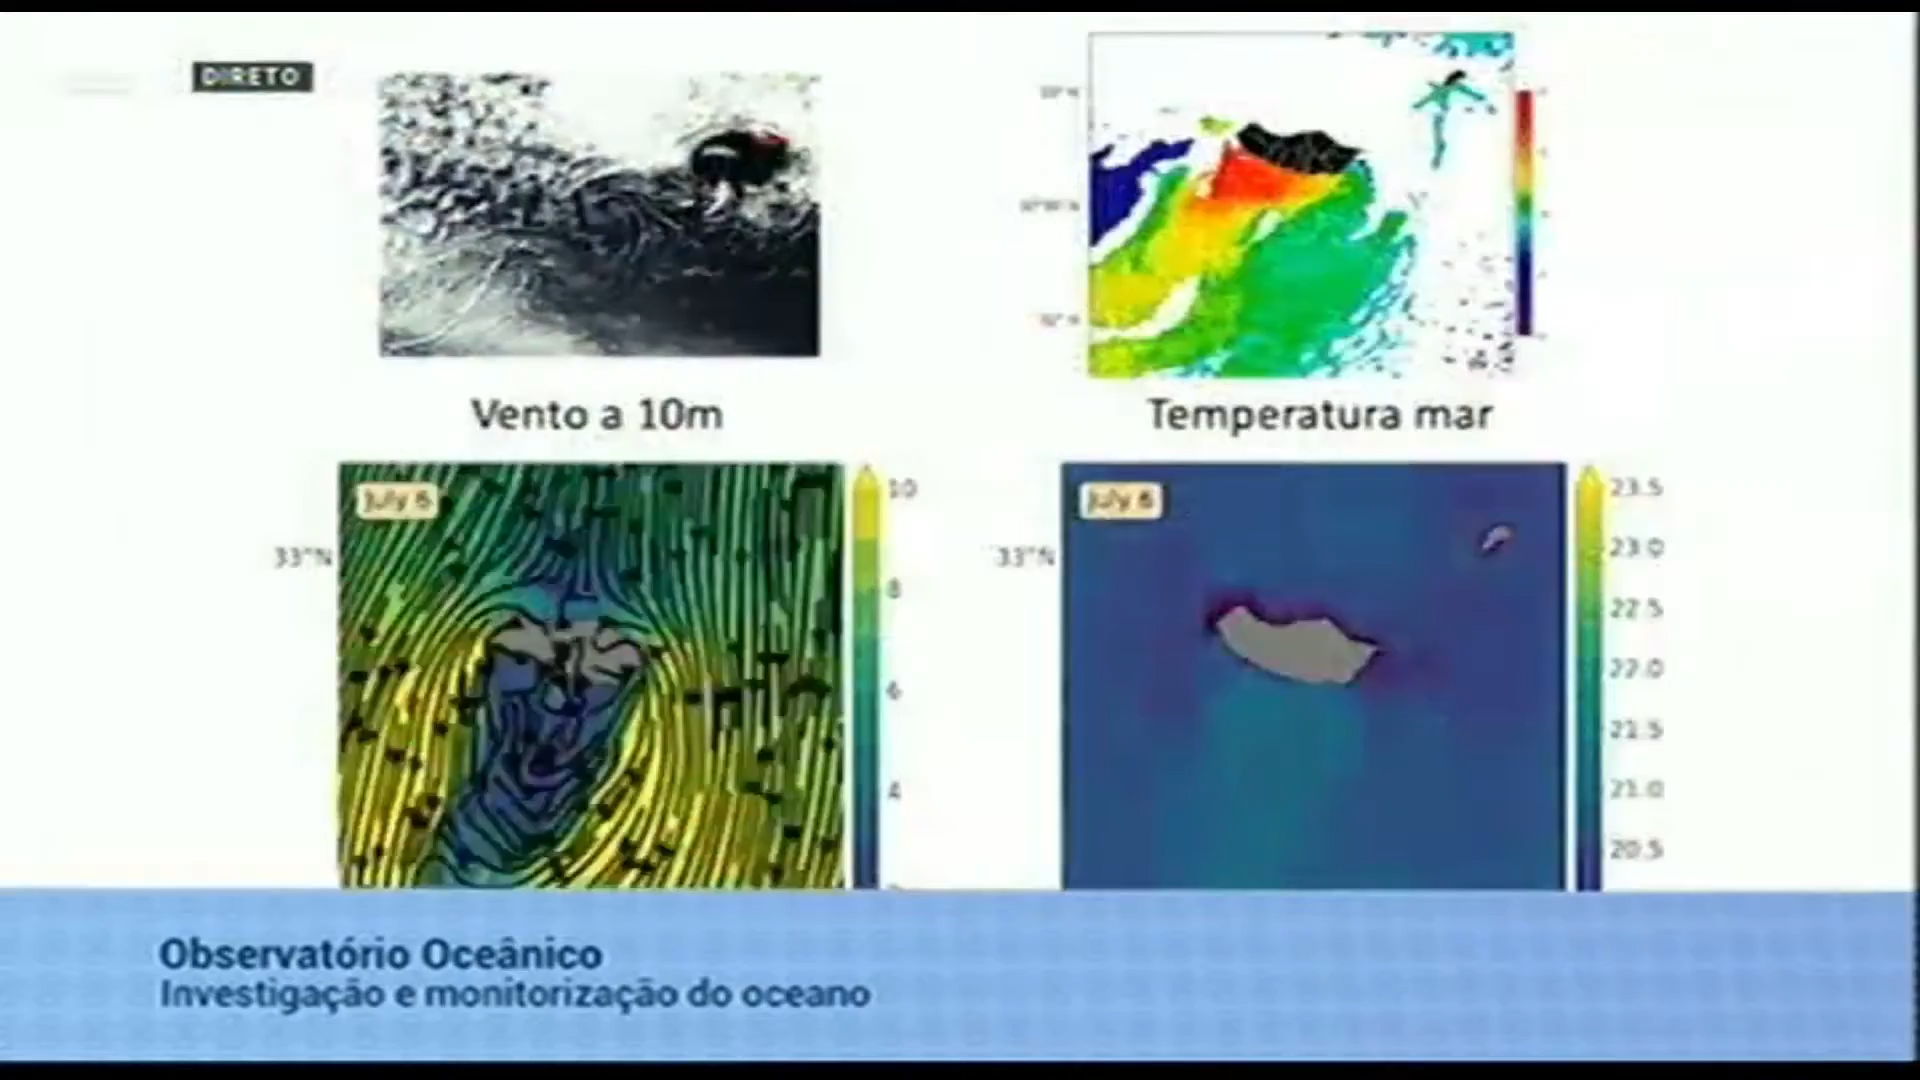 DIRETO
Vento a 10m
Temperatura mar
July 6
10
8
6
4
33°N
July 6
33°N
23.5
23.0
22.5
22.0
21.5
21.0
20.5
Observatório Oceânico
Investigação e monitorização do oceano